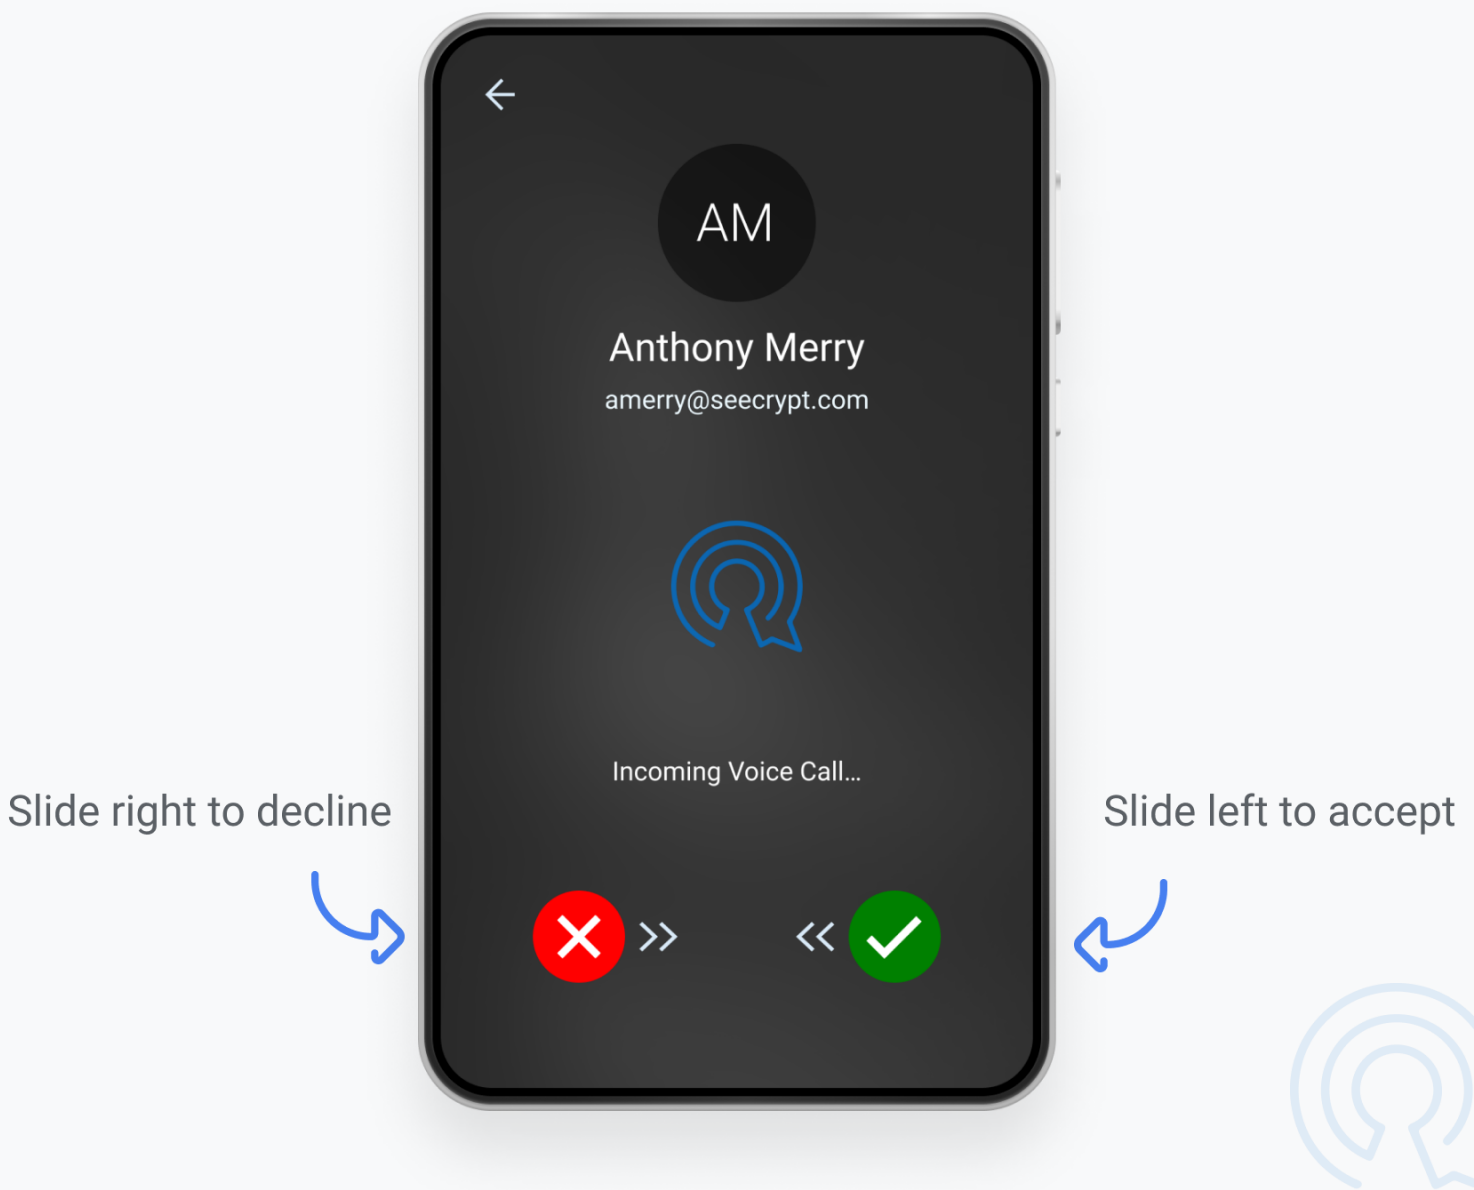 AM
Anthony Merry
amerry@seecrypt.com
Incoming Voice Call...
Slide right to decline
Slide left to accept